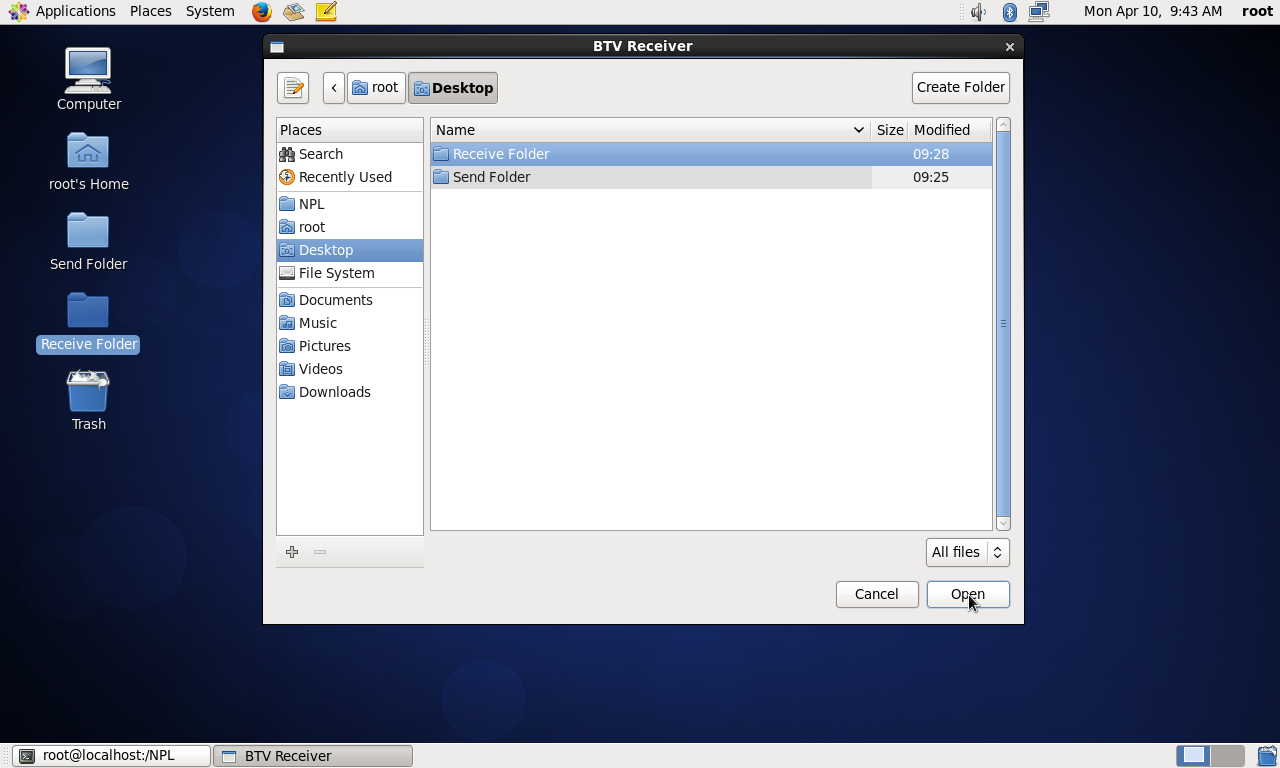 Applications Places System Mon Apr 10, 9:43 AM root
BTV Receiver
root Desktop Create Folder
Places
Search
Recently Used
NPL
root
Desktop
File System
Documents
Music
Pictures
Videos
Downloads
Name Size Modified
Receive Folder 09:28
Send Folder 09:25
All files
Cancel Open
Computer
root's Home
Send Folder
Receive Folder
Trash
root@localhost:/NPL BTV Receiver